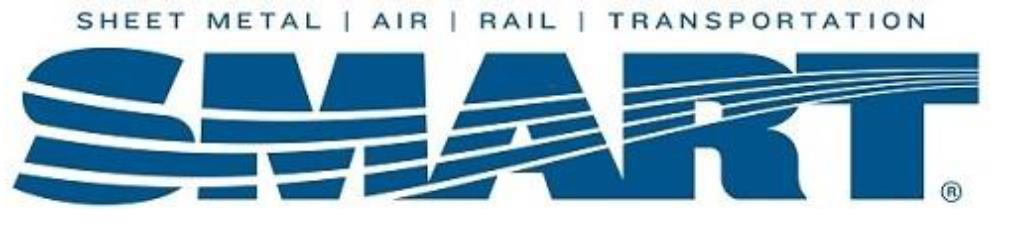 SHEET METAL | AIR | RAIL | TRANSPORTATION
SMART®